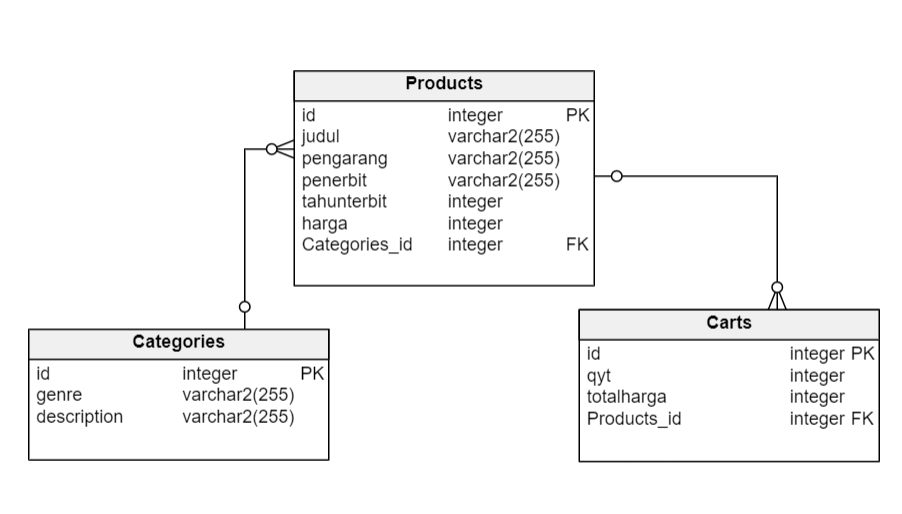 Products
id integer PK
judul varchar2(255)
pengarang varchar2(255)
penerbit varchar2(255)
tahunterbit integer
harga integer
Categories_id integer FK
Categories
id integer PK
genre varchar2(255)
description varchar2(255)
Carts
id integer PK
qyt integer
totalharga integer
Products_id integer FK